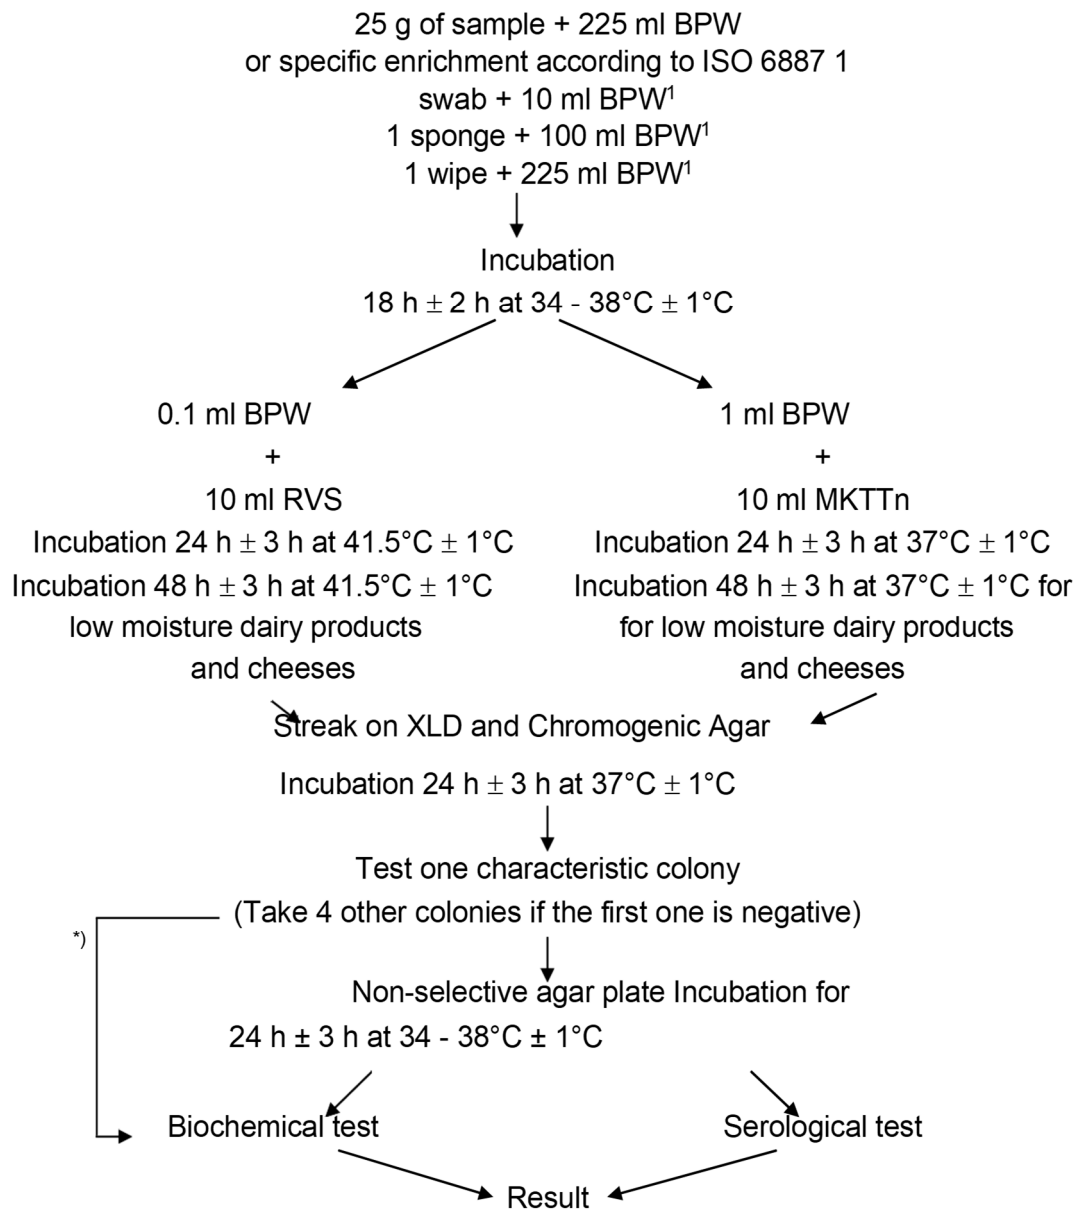 25 g of sample + 225 ml BPW
or specific enrichment according to ISO 6887 1
swab + 10 ml BPW¹
1 sponge + 100 ml BPW¹
1 wipe + 225 ml BPW¹
Incubation
18 h ± 2 h at 34 - 38°C ± 1°C
0.1 ml BPW
+
10 ml RVS
Incubation 24 h ± 3 h at 41.5°C ± 1°C
Incubation 48 h ± 3 h at 41.5°C ± 1°C
low moisture dairy products
and cheeses
1 ml BPW
+
10 ml MKTTn
Incubation 24 h ± 3 h at 37°C ± 1°C
Incubation 48 h ± 3 h at 37°C ± 1°C for
for low moisture dairy products
and cheeses
Streak on XLD and Chromogenic Agar
Incubation 24 h ± 3 h at 37°C ± 1°C
Test one characteristic colony
(Take 4 other colonies if the first one is negative)
*)
Non-selective agar plate Incubation for
24 h ± 3 h at 34 - 38°C ± 1°C
Biochemical test
Serological test
Result